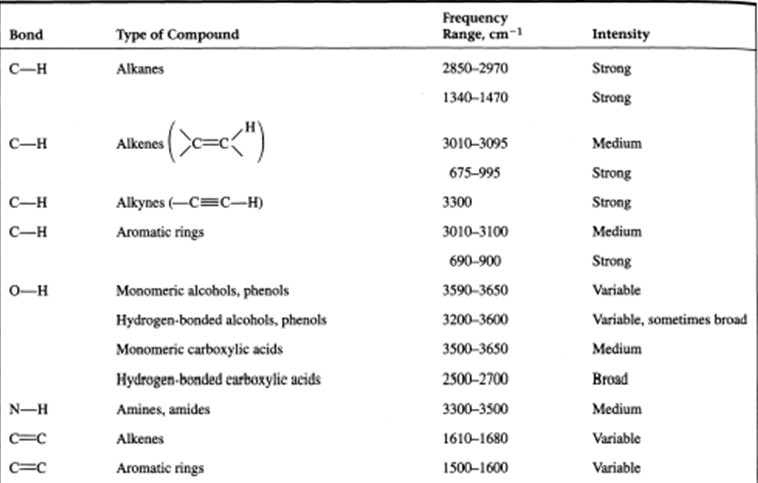 Frequency
Bond Type of Compound Range, cm⁻¹ Intensity
C—H Alkanes 2850–2970 Strong
1340–1470 Strong
C—H Alkenes (>C=C<H) 3010–3095 Medium
675–995 Strong
C—H Alkynes (—C≡C—H) 3300 Strong
C—H Aromatic rings 3010–3100 Medium
690–900 Strong
O—H Monomeric alcohols, phenols 3590–3650 Variable
Hydrogen-bonded alcohols, phenols 3200–3600 Variable, sometimes broad
Monomeric carboxylic acids 3500–3650 Medium
Hydrogen-bonded carboxylic acids 2500–2700 Broad
N—H Amines, amides 3300–3500 Medium
C=C Alkenes 1610–1680 Variable
C=C Aromatic rings 1500–1600 Variable